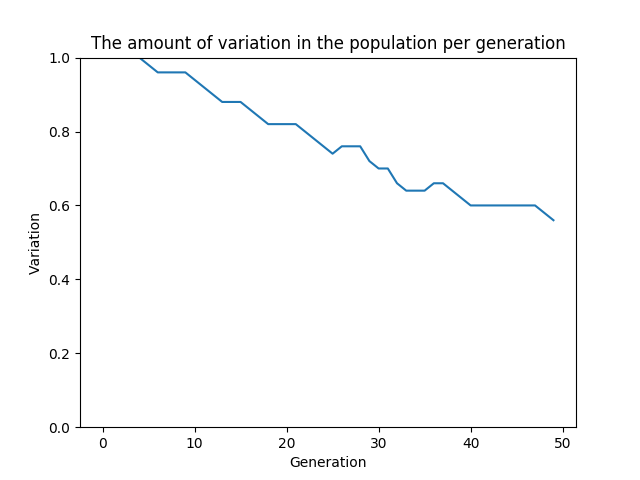 The amount of variation in the population per generation
1.0
0.8
0.6
0.4
0.2
0.0
Variation
0 10 20 30 40 50
Generation